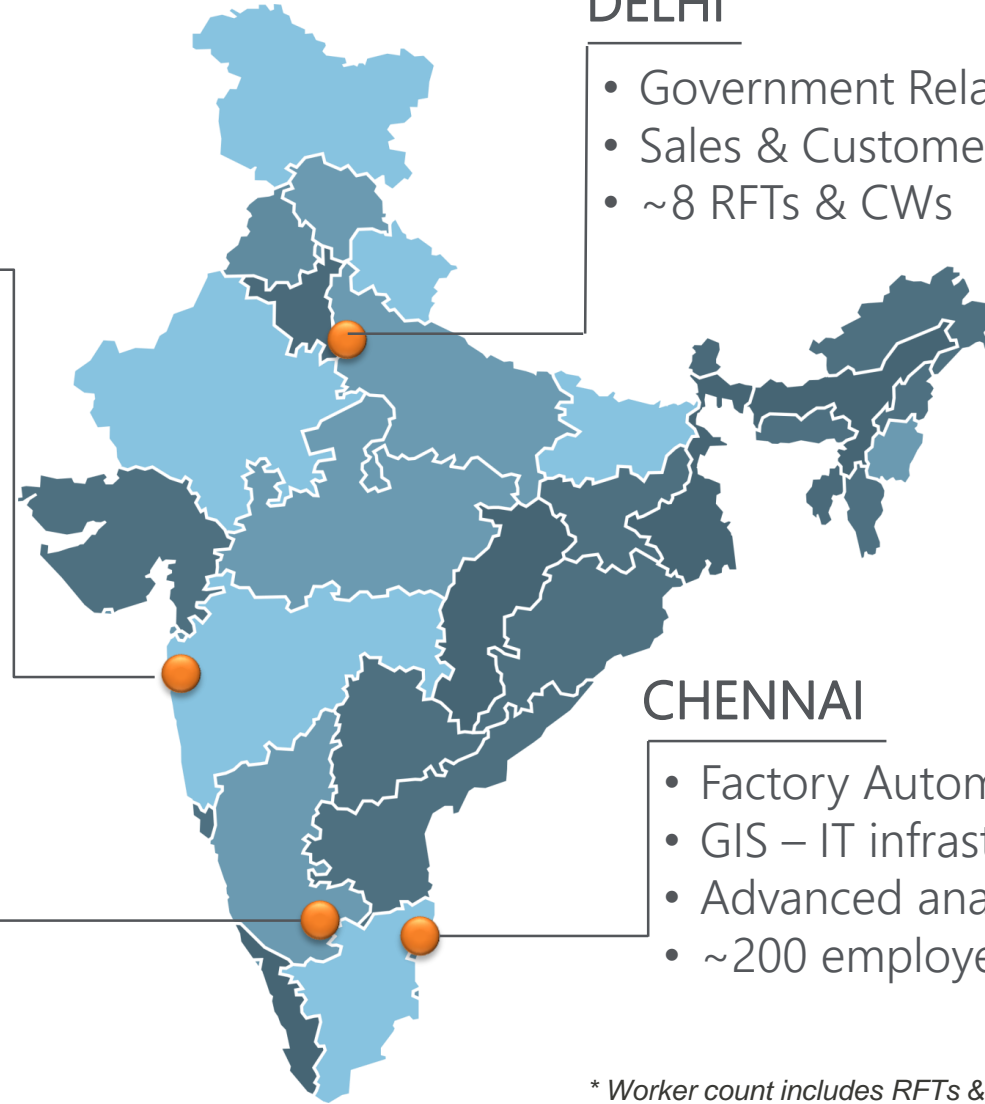 DELHI
• Government Rela
• Sales & Custome
• ~8 RFTs & CWs
CHENNAI
• Factory Autom
• GIS – IT infrast
• Advanced ana
• ~200 employe
* Worker count includes RFTs &